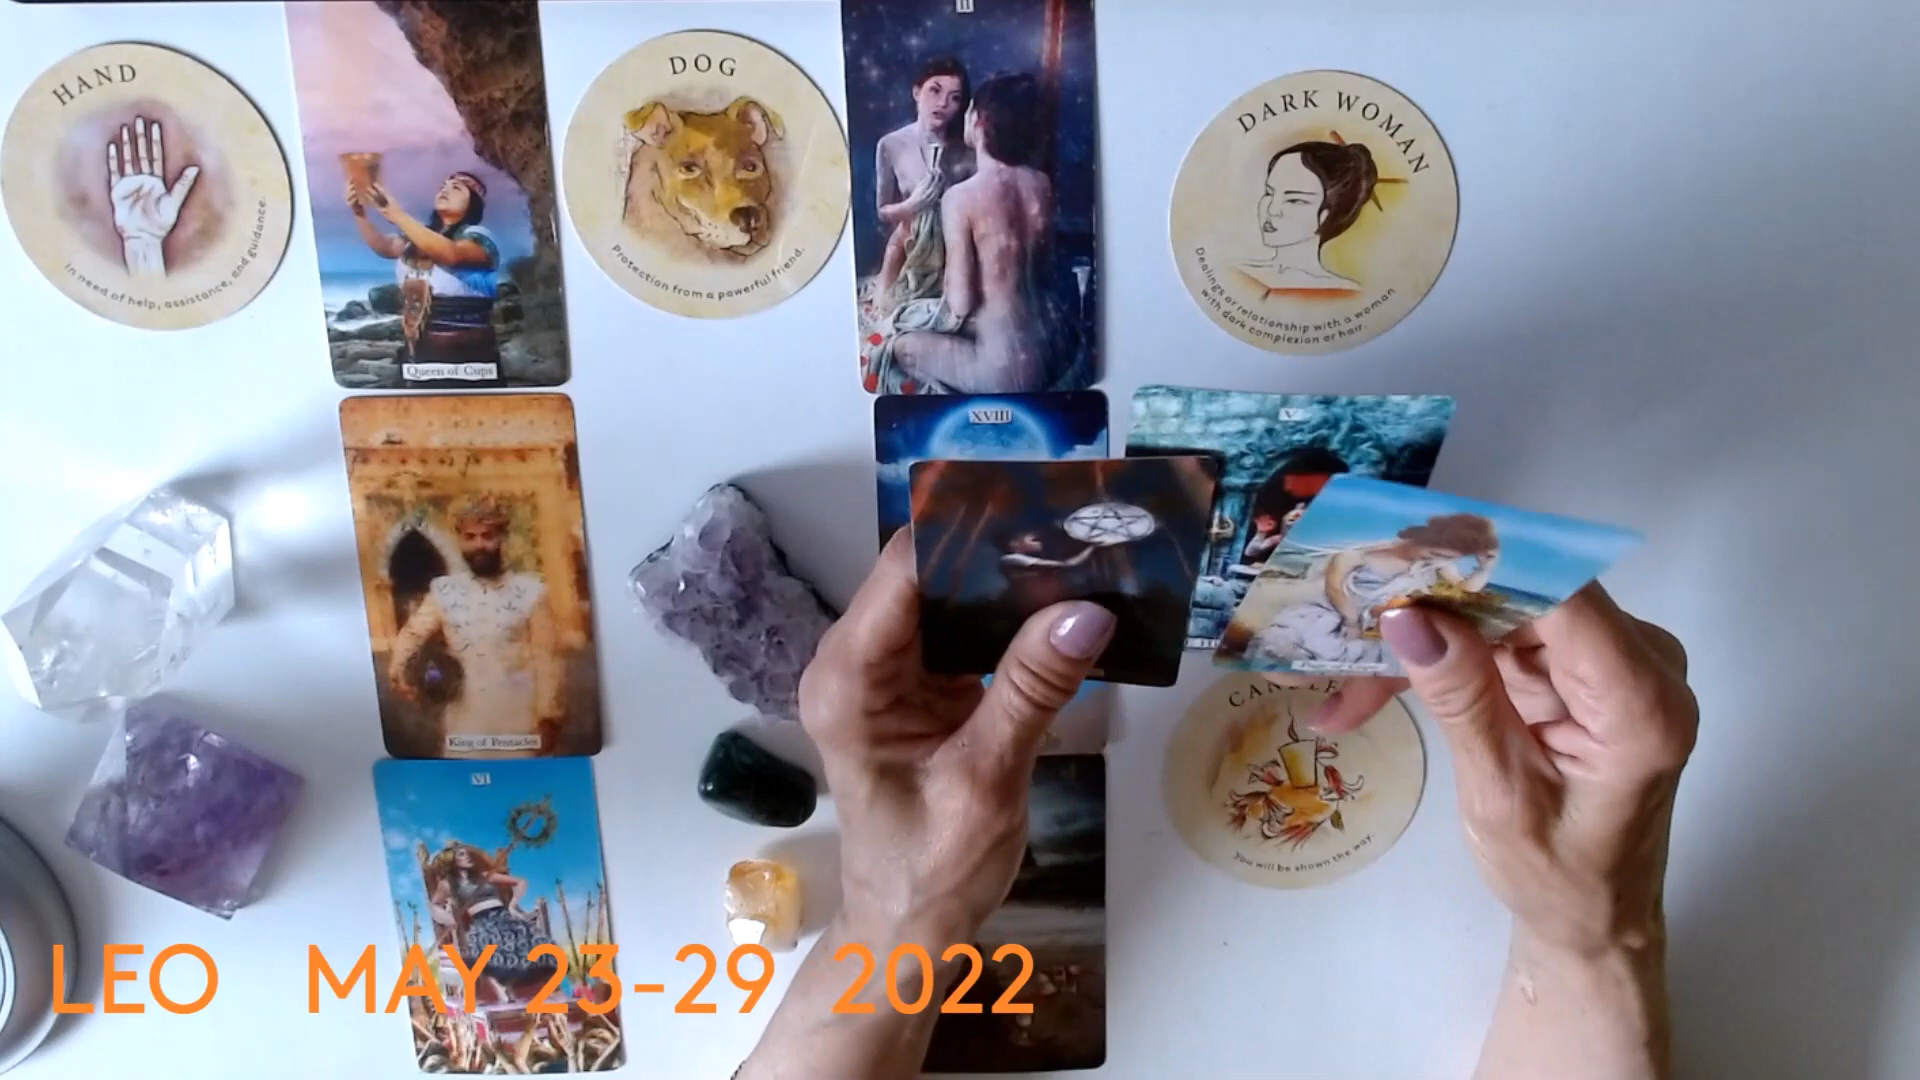 HAND
In need of help, assistance, and guidance.
Queen of Cups
DOG
Protection from a powerful friend.
II
DARK WOMAN
Dealings or relationship with a woman
with dark complexion or hair.
King of Pentacles
XVIII
V
CANDLE
You will be shown the way.
VI
LEO MAY 23-29 2022